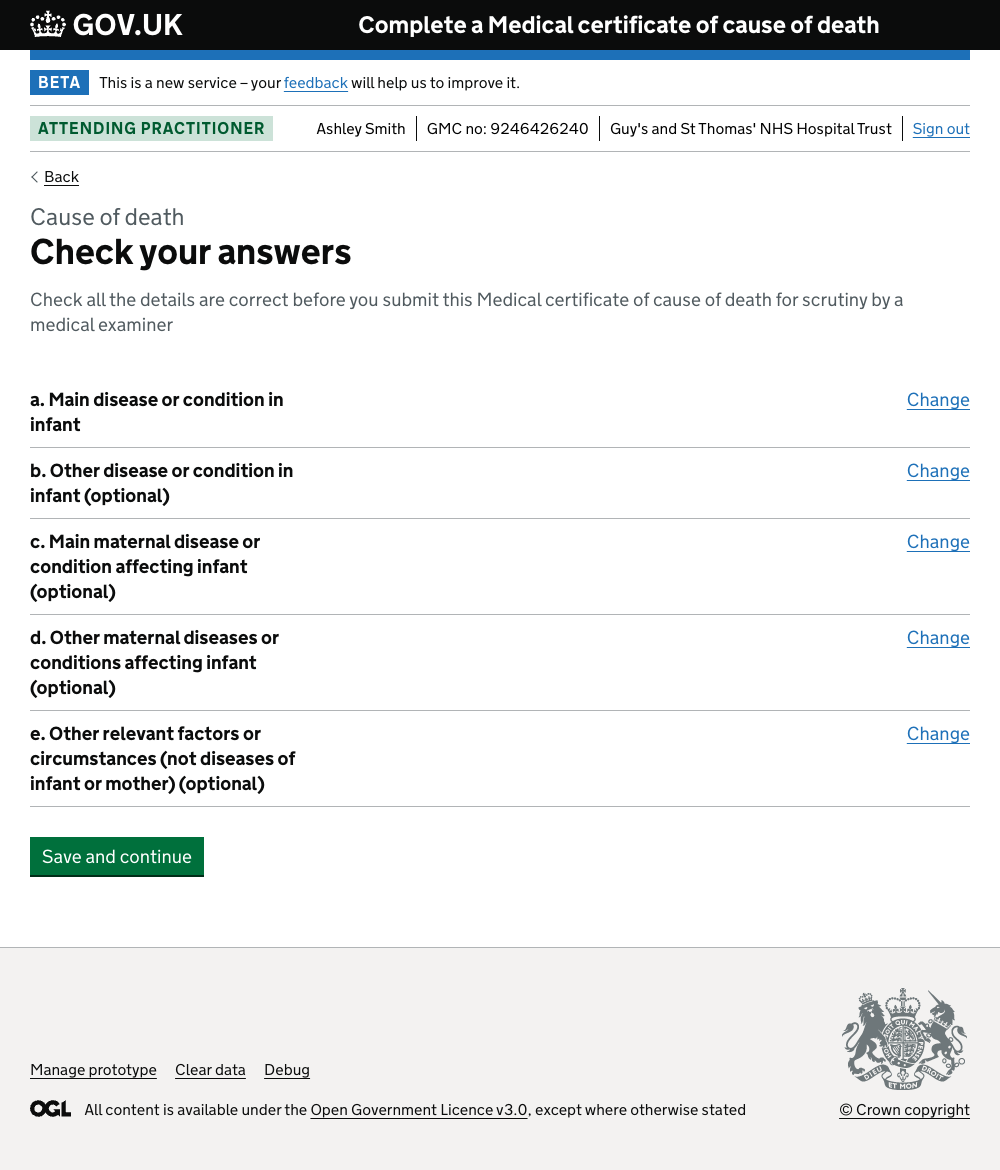 GOV.UK
Complete a Medical certificate of cause of death
BETA This is a new service – your feedback will help us to improve it.
ATTENDING PRACTITIONER Ashley Smith GMC no: 9246426240 Guy's and St Thomas' NHS Hospital Trust Sign out
Back
Cause of death
Check your answers
Check all the details are correct before you submit this Medical certificate of cause of death for scrutiny by a
medical examiner
a. Main disease or condition in
infant
Change
b. Other disease or condition in
infant (optional)
Change
c. Main maternal disease or
condition affecting infant
(optional)
Change
d. Other maternal diseases or
conditions affecting infant
(optional)
Change
e. Other relevant factors or
circumstances (not diseases of
infant or mother) (optional)
Change
Save and continue
Manage prototype Clear data Debug
OGL All content is available under the Open Government Licence v3.0, except where otherwise stated
DIEU ET MON DROIT
© Crown copyright